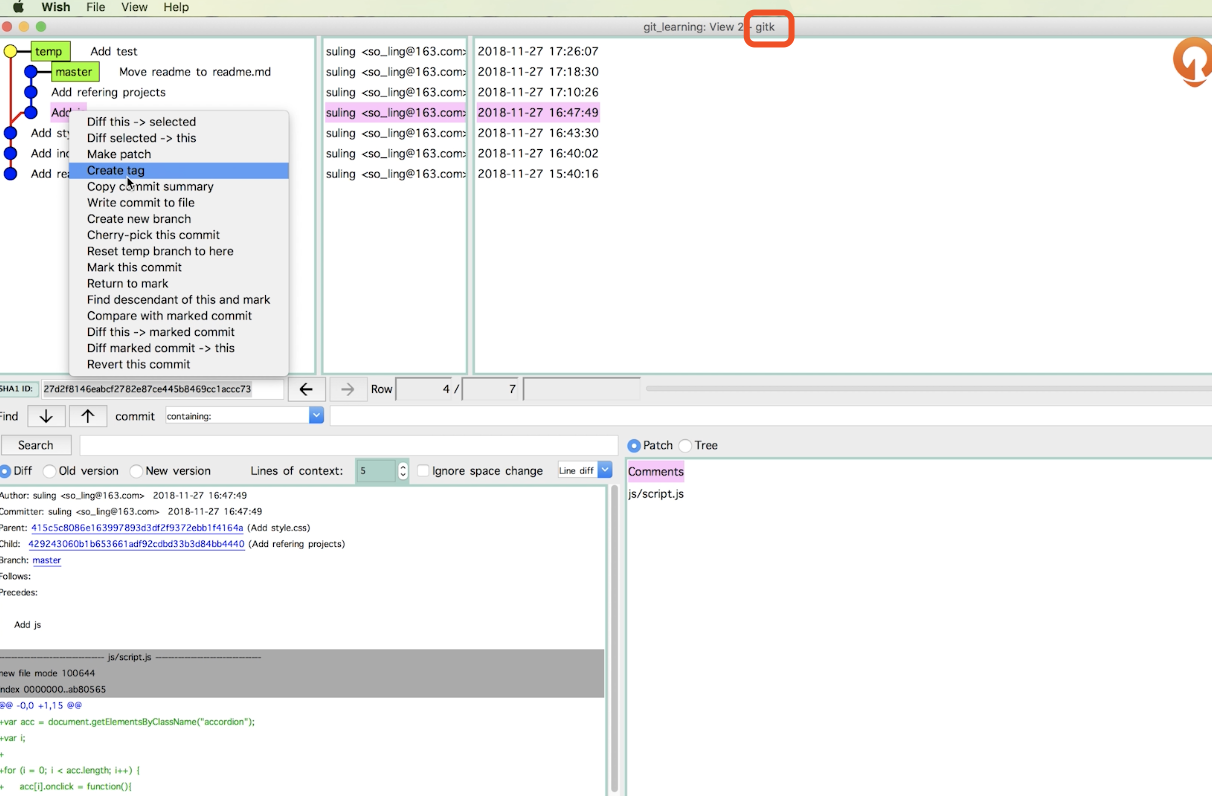 Wish File View Help
git_learning: View 2 - gitk
temp Add test suling <so_ling@163.com> 2018-11-27 17:26:07
master Move readme to readme.md suling <so_ling@163.com> 2018-11-27 17:18:30
Add refering projects suling <so_ling@163.com> 2018-11-27 17:10:26
Add suling <so_ling@163.com> 2018-11-27 16:47:49
Add suling <so_ling@163.com> 2018-11-27 16:43:30
Add suling <so_ling@163.com> 2018-11-27 16:40:02
Add suling <so_ling@163.com> 2018-11-27 15:40:16
Diff this -> selected
Diff selected -> this
Make patch
Create tag
Copy commit summary
Write commit to file
Create new branch
Cherry-pick this commit
Reset temp branch to here
Mark this commit
Return to mark
Find descendant of this and mark
Compare with marked commit
Diff this -> marked commit
Diff marked commit -> this
Revert this commit
SHA1 ID: 27d2f8146eabcf2782e87ce445b8469cc1accc73 Row 4 / 7
Find commit containing:
Search Patch Tree
Diff Old version New version Lines of context: 5 Ignore space change Line diff
Comments
js/script.js
Author: suling <so_ling@163.com> 2018-11-27 16:47:49
Committer: suling <so_ling@163.com> 2018-11-27 16:47:49
Parent: 415c5c8086e163997893d3df2f9372ebb1f4164a (Add style.css)
Child: 429243060b1b653661adf92cdbd33b3d84bb4440 (Add refering projects)
Branch: master
Follows:
Precedes:
Add js
js/script.js
new file mode 100644
index 0000000..ab80565
@@ -0,0 +1,15 @@
+var acc = document.getElementsByClassName("accordion");
+var i;
+
+for (i = 0; i < acc.length; i++) {
+ acc[i].onclick = function(){